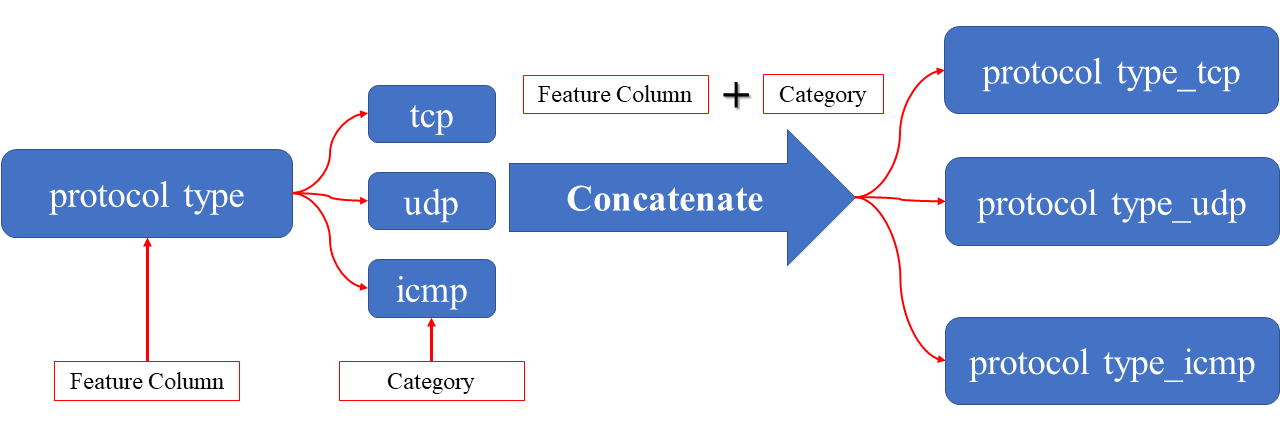 protocol type
Feature Column
tcp
udp
icmp
Category
Feature Column + Category
Concatenate
protocol type_tcp
protocol type_udp
protocol type_icmp